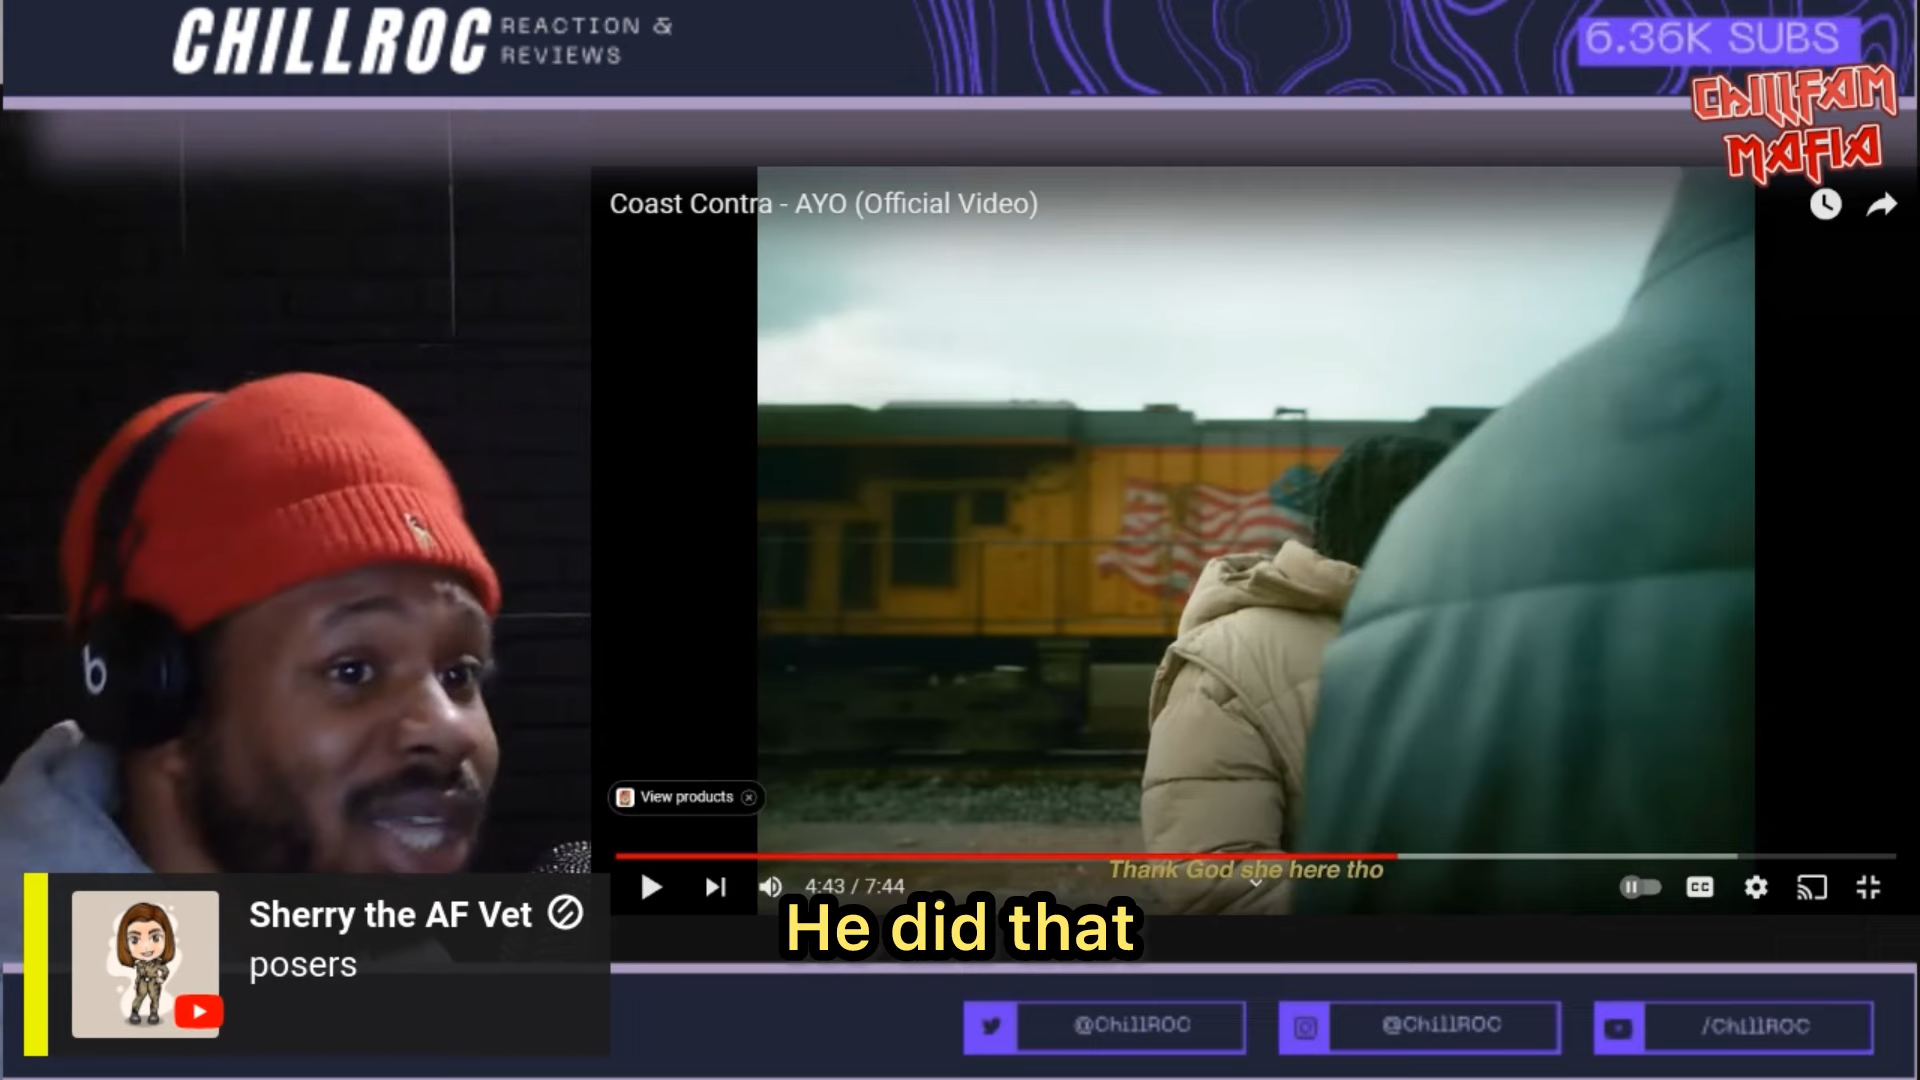 CHILLROC
REACTION &
REVIEWS
6.36K SUBS
ChillFAM
MAFIA
Coast Contra - AYO (Official Video)
View products
Thank God she here tho
4:43 / 7:44
CC
He did that
b
Sherry the AF Vet
posers
@ChillROC
@ChillROC
/ChillROC